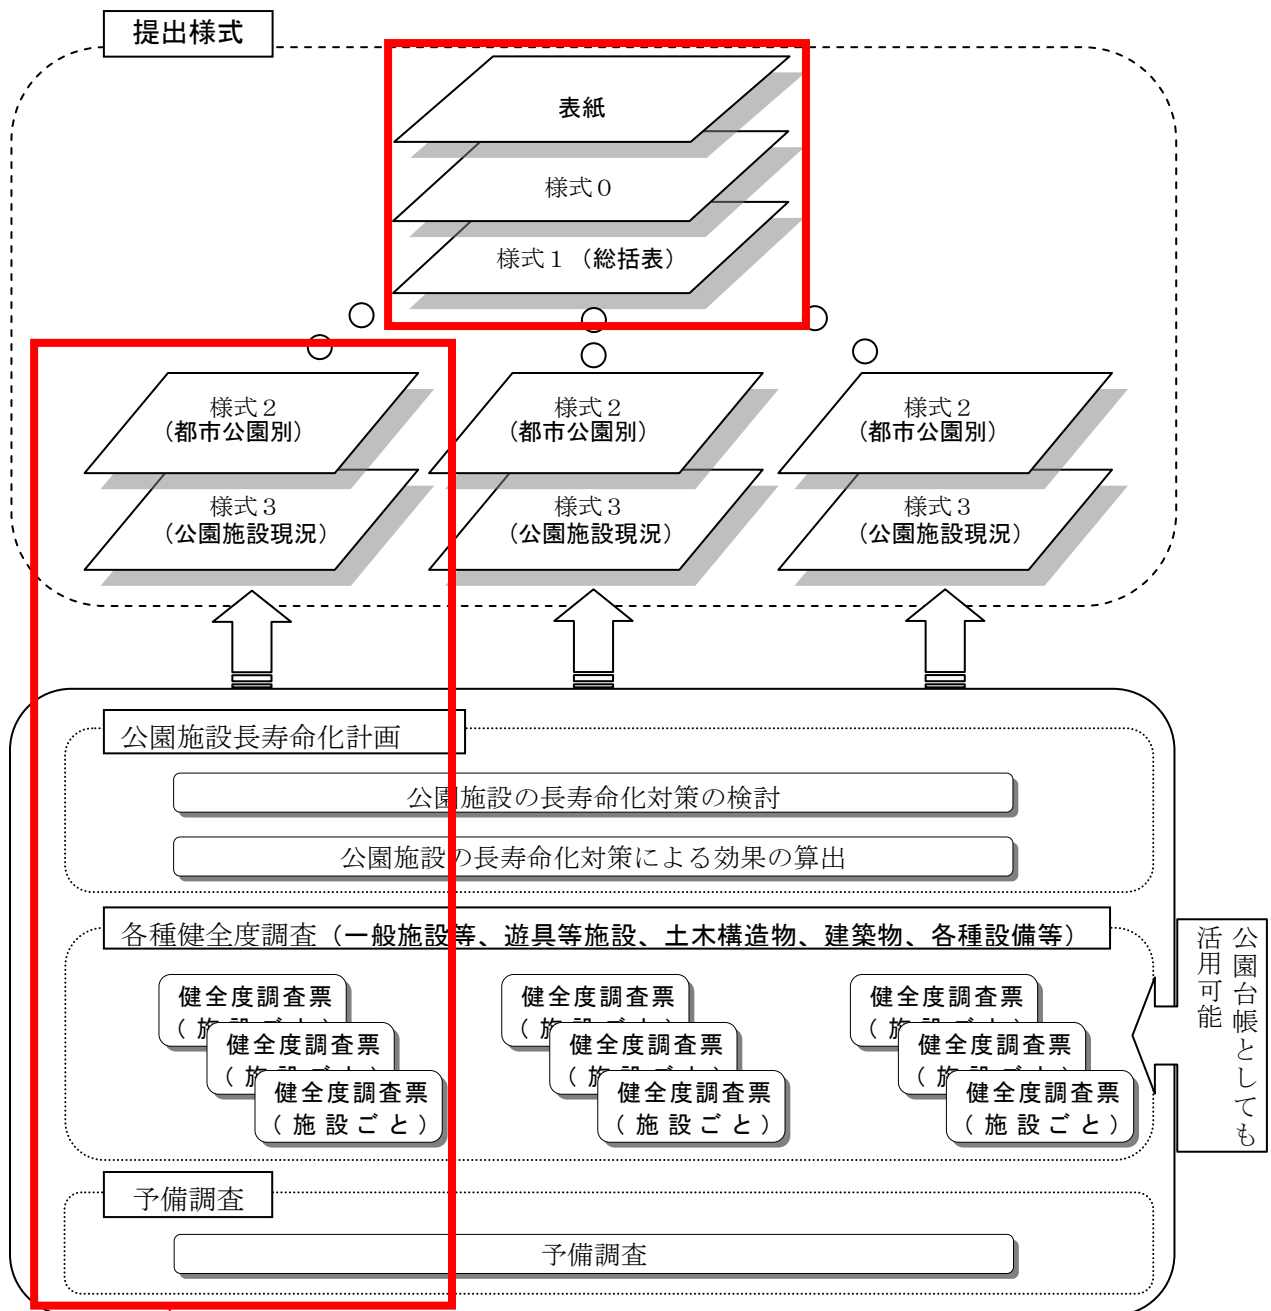 提出様式
表紙
様式０
様式１（総括表）
様式２
（都市公園別）
様式２
（都市公園別）
様式２
（都市公園別）
様式３
（公園施設現況）
様式３
（公園施設現況）
様式３
（公園施設現況）
公園施設長寿命化計画
公園施設の長寿命化対策の検討
公園施設の長寿命化対策による効果の算出
各種健全度調査（一般施設等、遊具等施設、土木構造物、建築物、各種設備等）
健全度調査票
（施設ごと）
健全度調査票
（施
健全度調査票
（施設ごと）
健全度調査票
（施
健全度調査票
（施
健全度調査票
（施設ごと）
健全度調査票
（施
健全度調査票
（施
健全度調査票
（施設ごと）
公園台帳としても
活用可能
予備調査
予備調査